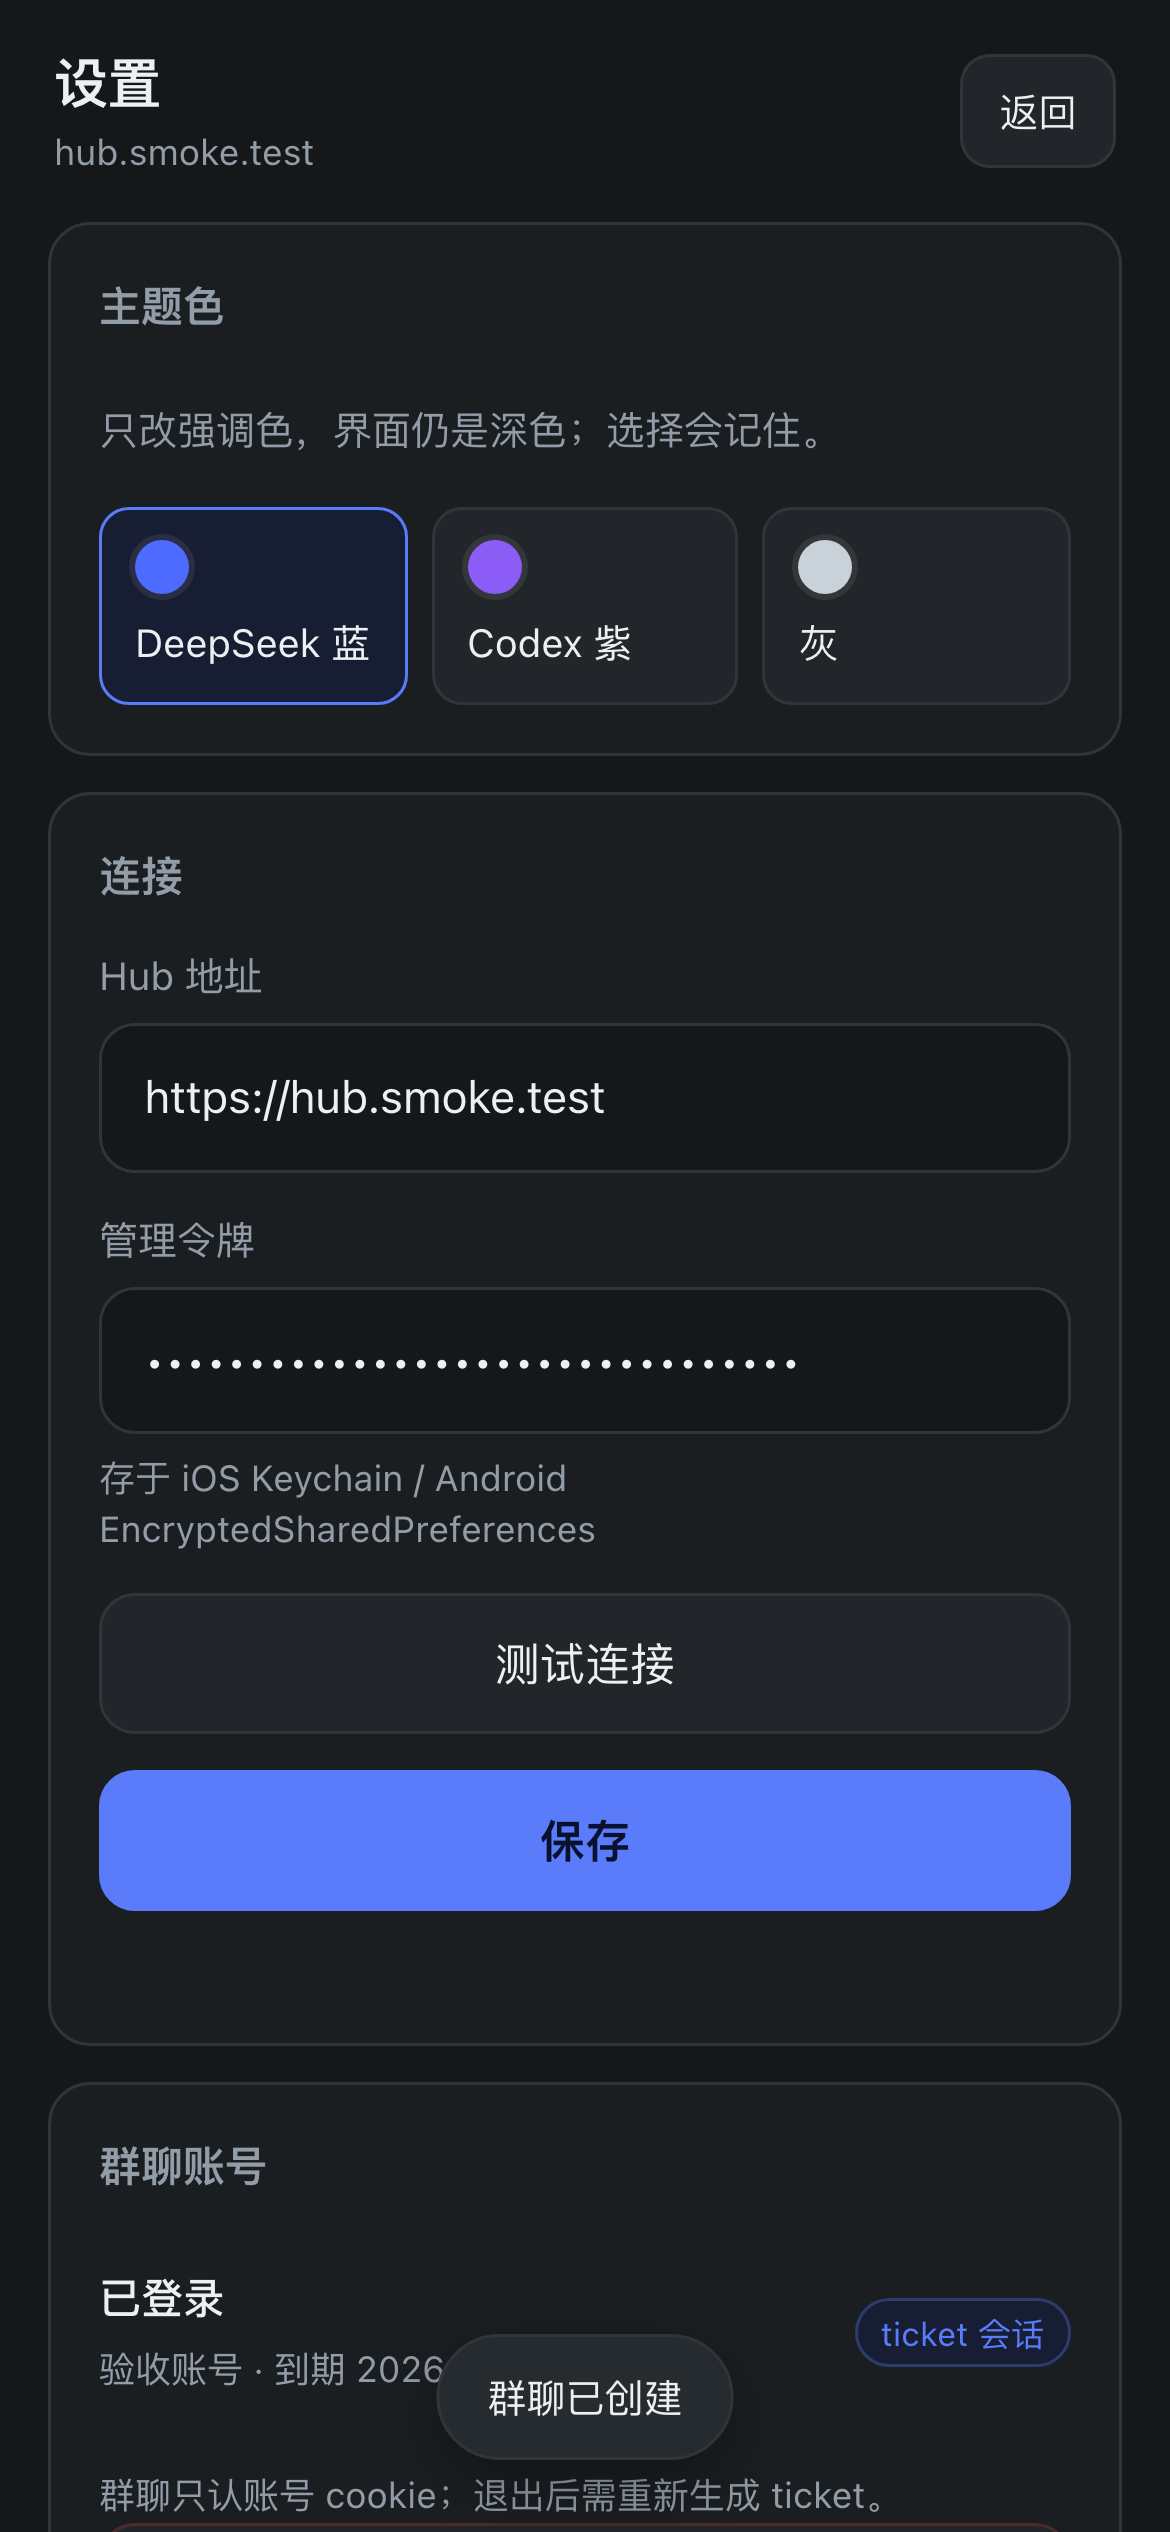 设置
返回
hub.smoke.test
主题色
只改强调色，界面仍是深色；选择会记住。
DeepSeek 蓝
Codex 紫
灰
连接
Hub 地址
https://hub.smoke.test
管理令牌
存于 iOS Keychain / Android
EncryptedSharedPreferences
测试连接
保存
群聊账号
已登录
ticket 会话
验收账号 · 到期 2026
群聊已创建
群聊只认账号 cookie；退出后需重新生成 ticket。